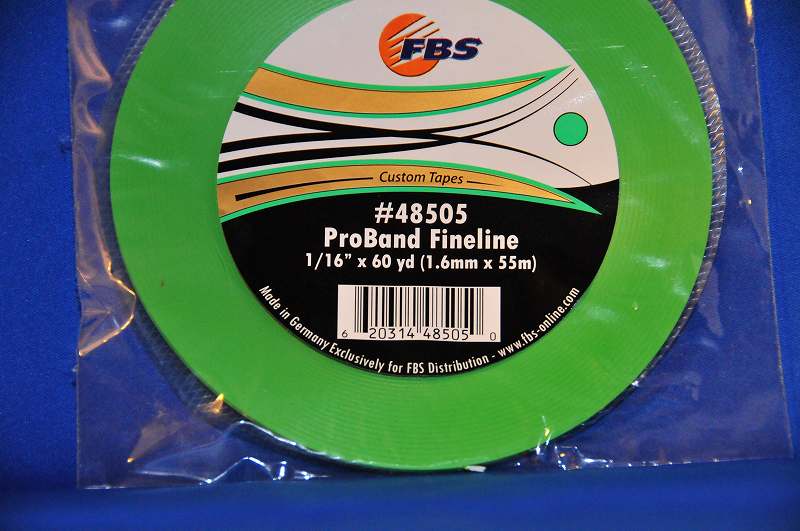 FBS
Custom Tapes
#48505
ProBand Fineline
1/16" x 60 yd (1.6mm x 55m)
6 20314 48505 0
Made in Germany Exclusively for FBS Distribution - www.fbs-online.com